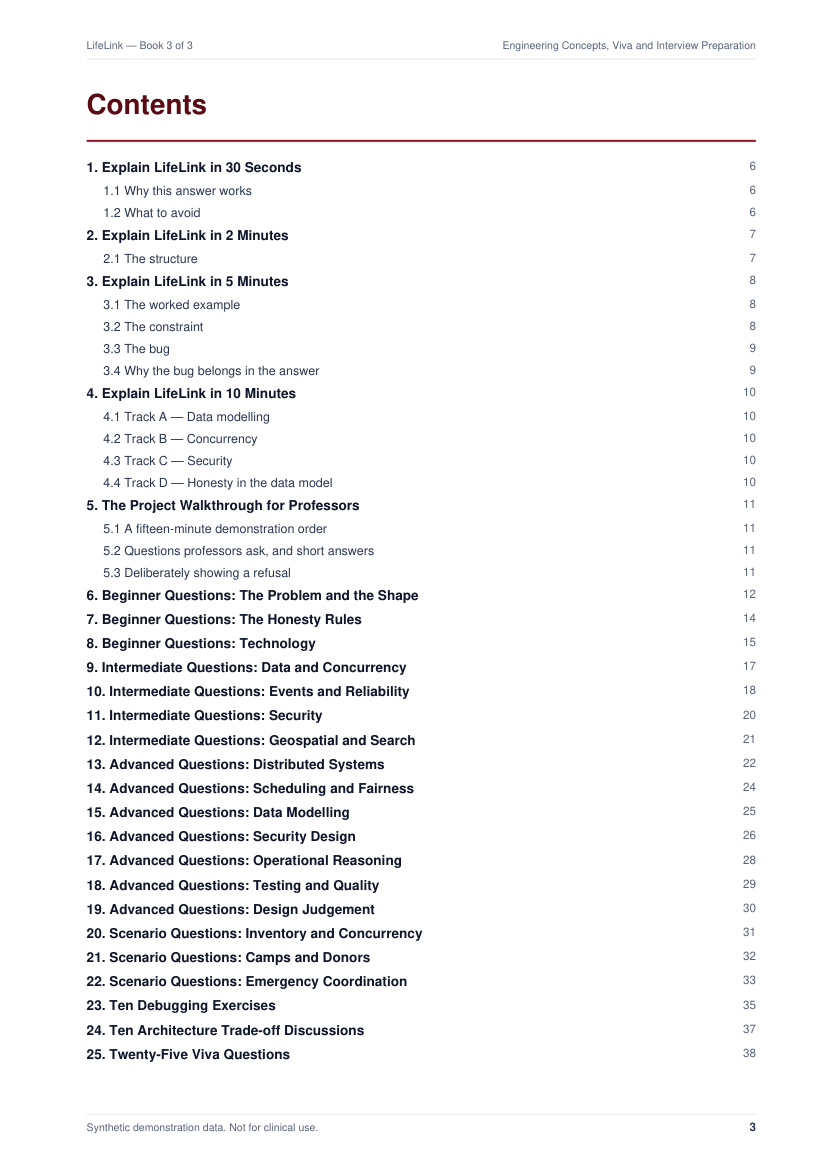 LifeLink — Book 3 of 3 Engineering Concepts, Viva and Interview Preparation
Contents
1. Explain LifeLink in 30 Seconds 6
1.1 Why this answer works 6
1.2 What to avoid 6
2. Explain LifeLink in 2 Minutes 7
2.1 The structure 7
3. Explain LifeLink in 5 Minutes 8
3.1 The worked example 8
3.2 The constraint 8
3.3 The bug 9
3.4 Why the bug belongs in the answer 9
4. Explain LifeLink in 10 Minutes 10
4.1 Track A — Data modelling 10
4.2 Track B — Concurrency 10
4.3 Track C — Security 10
4.4 Track D — Honesty in the data model 10
5. The Project Walkthrough for Professors 11
5.1 A fifteen-minute demonstration order 11
5.2 Questions professors ask, and short answers 11
5.3 Deliberately showing a refusal 11
6. Beginner Questions: The Problem and the Shape 12
7. Beginner Questions: The Honesty Rules 14
8. Beginner Questions: Technology 15
9. Intermediate Questions: Data and Concurrency 17
10. Intermediate Questions: Events and Reliability 18
11. Intermediate Questions: Security 20
12. Intermediate Questions: Geospatial and Search 21
13. Advanced Questions: Distributed Systems 22
14. Advanced Questions: Scheduling and Fairness 24
15. Advanced Questions: Data Modelling 25
16. Advanced Questions: Security Design 26
17. Advanced Questions: Operational Reasoning 28
18. Advanced Questions: Testing and Quality 29
19. Advanced Questions: Design Judgement 30
20. Scenario Questions: Inventory and Concurrency 31
21. Scenario Questions: Camps and Donors 32
22. Scenario Questions: Emergency Coordination 33
23. Ten Debugging Exercises 35
24. Ten Architecture Trade-off Discussions 37
25. Twenty-Five Viva Questions 38
Synthetic demonstration data. Not for clinical use. 3